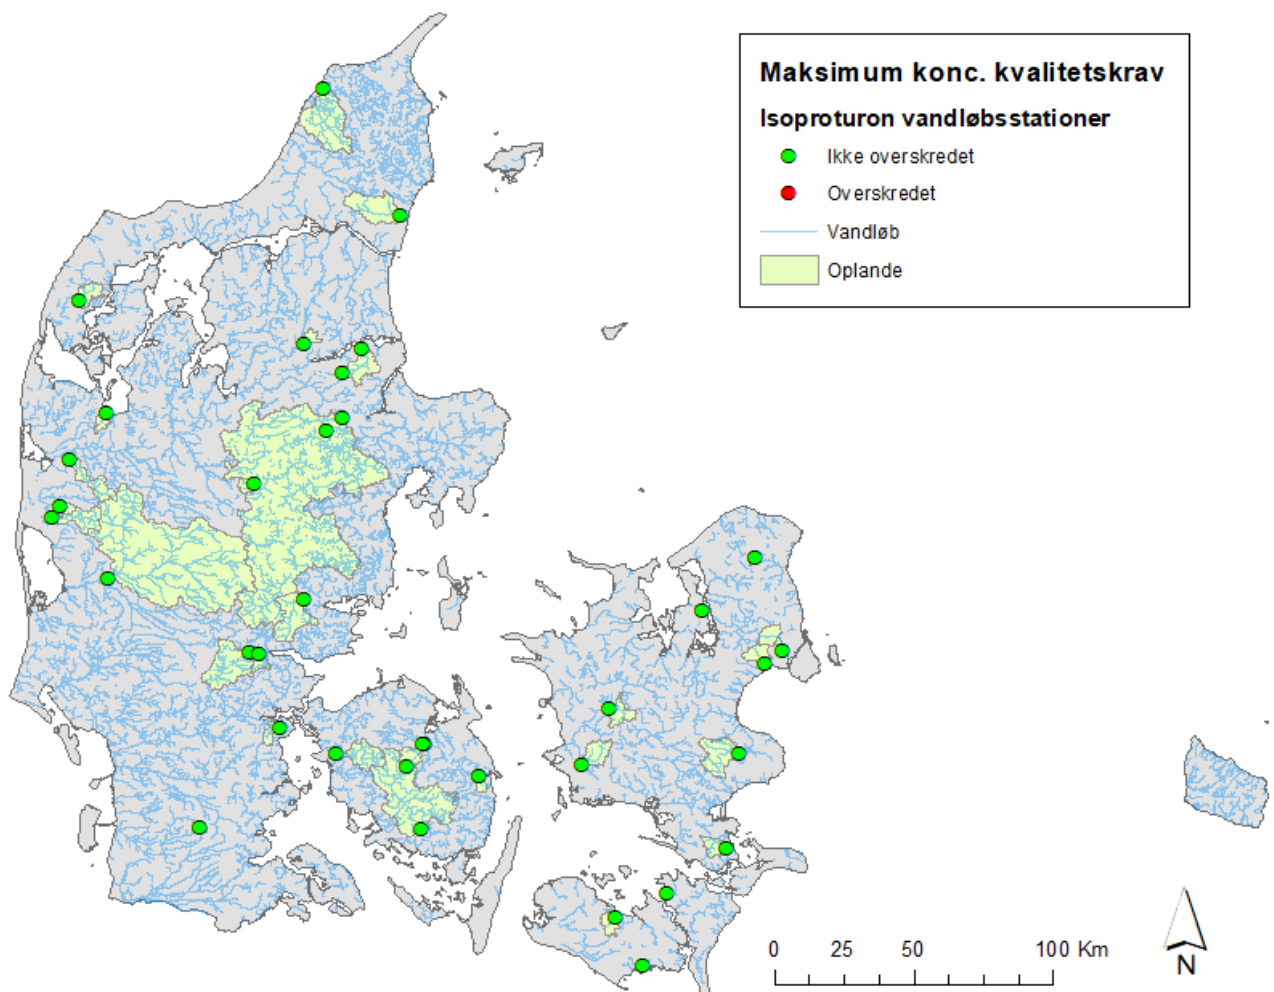 Maksimum konc. kvalitetskrav
Isoproturon vandløbsstationer
Ikke overskredet
Overskredet
Vandløb
Oplande
0 25 50 100 Km
N